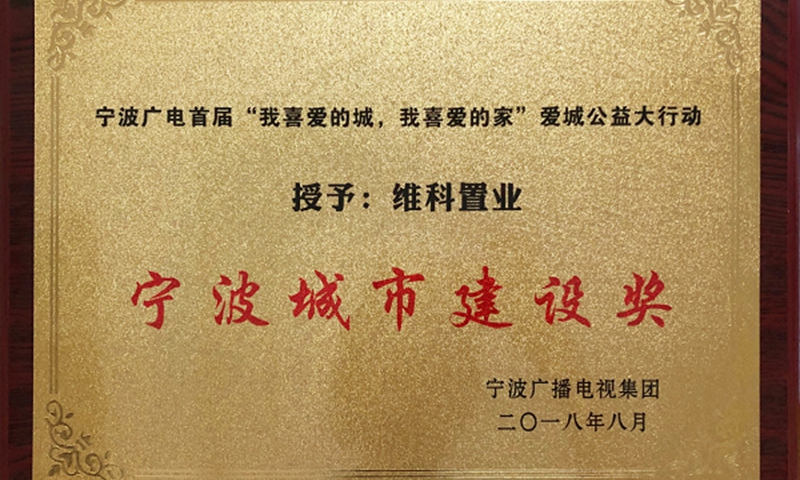 宁波广电首届“我喜爱的城，我喜爱的家”爱城公益大行动
授予：维科置业
宁波城市建设奖
宁波广播电视集团
二〇一八年八月